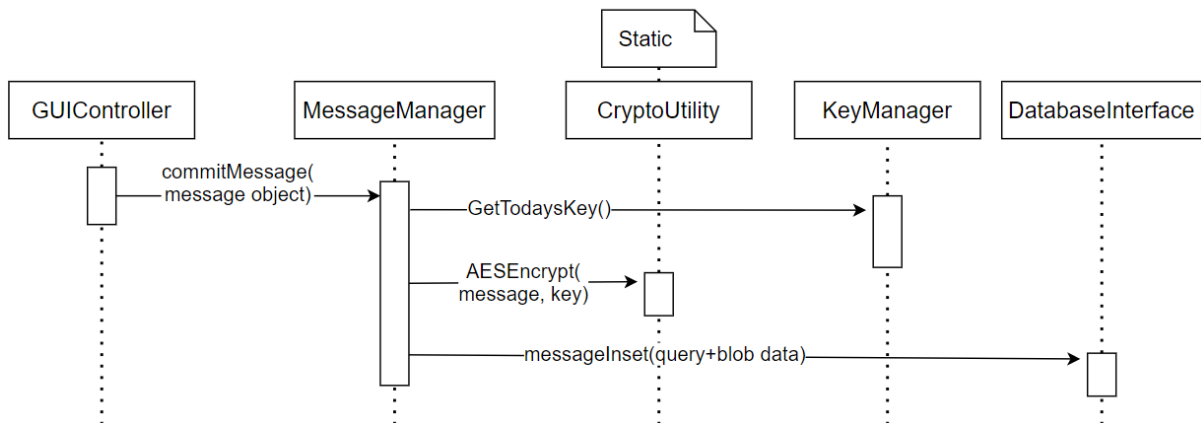 Static
GUIController
MessageManager
CryptoUtility
KeyManager
DatabaseInterface
commitMessage(
message object)
GetTodaysKey()
AESEncrypt(
message, key)
messageInset(query+blob data)